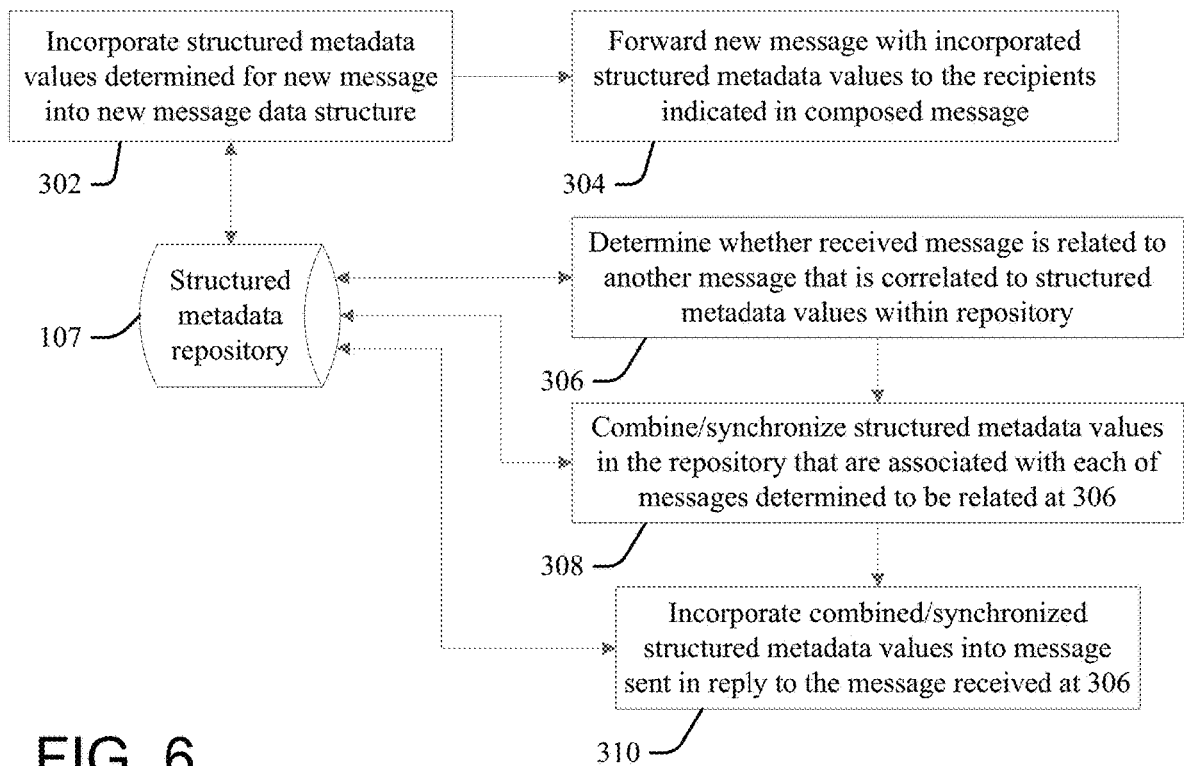 Incorporate structured metadata
values determined for new message
into new message data structure
302
Forward new message with incorporated
structured metadata values to the recipients
indicated in composed message
304
Structured
metadata
repository
107
Determine whether received message is related to
another message that is correlated to structured
metadata values within repository
306
Combine/synchronize structured metadata values
in the repository that are associated with each of
messages determined to be related at 306
308
Incorporate combined/synchronized
structured metadata values into message
sent in reply to the message received at 306
310
FIG. 6